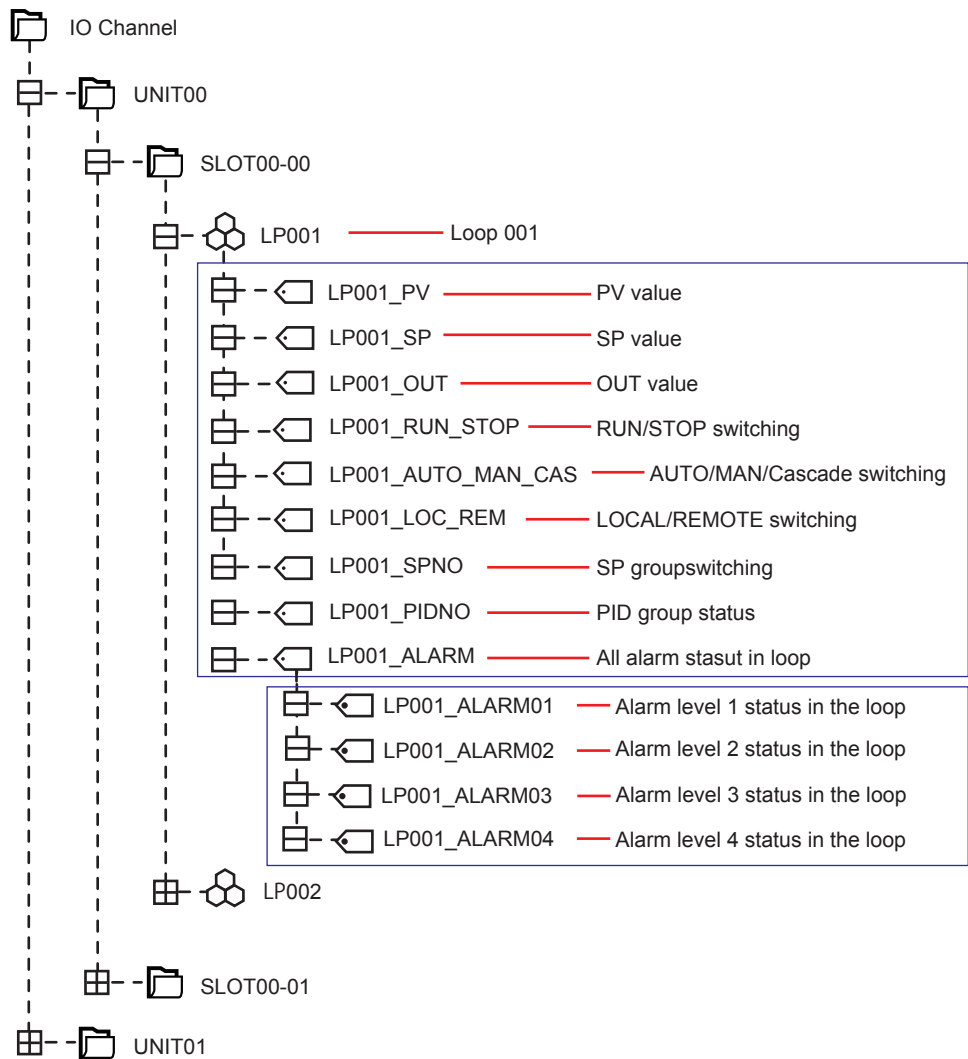 IO Channel
UNIT00
SLOT00-00
LP001 Loop 001
LP001_PV PV value
LP001_SP SP value
LP001_OUT OUT value
LP001_RUN_STOP RUN/STOP switching
LP001_AUTO_MAN_CAS AUTO/MAN/Cascade switching
LP001_LOC_REM LOCAL/REMOTE switching
LP001_SPNO SP groupswitching
LP001_PIDNO PID group status
LP001_ALARM All alarm stasut in loop
LP001_ALARM01 Alarm level 1 status in the loop
LP001_ALARM02 Alarm level 2 status in the loop
LP001_ALARM03 Alarm level 3 status in the loop
LP001_ALARM04 Alarm level 4 status in the loop
LP002
SLOT00-01
UNIT01